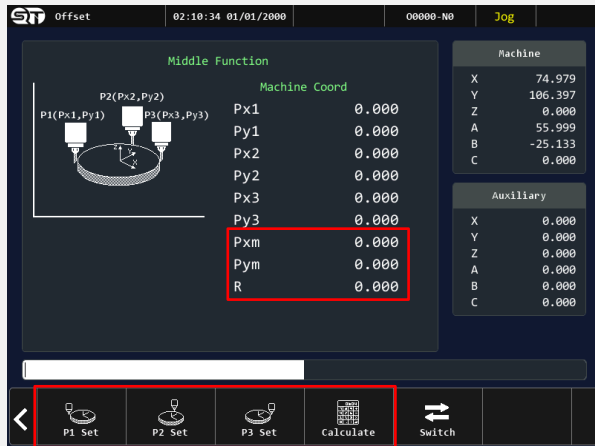 ST Offset 02:10:34 01/01/2000 O0000-N0 Jog
Middle Function
Machine Coord
P2(Px2,Py2)
P1(Px1,Py1) P3(Px3,Py3)
Z Y X
Px1 0.000
Py1 0.000
Px2 0.000
Py2 0.000
Px3 0.000
Py3 0.000
Pxm 0.000
Pym 0.000
R 0.000
Machine
X 74.979
Y 106.397
Z 0.000
A 55.999
B -25.133
C 0.000
Auxiliary
X 0.000
Y 0.000
Z 0.000
A 0.000
B 0.000
C 0.000
P1 Set P2 Set P3 Set Calculate Switch